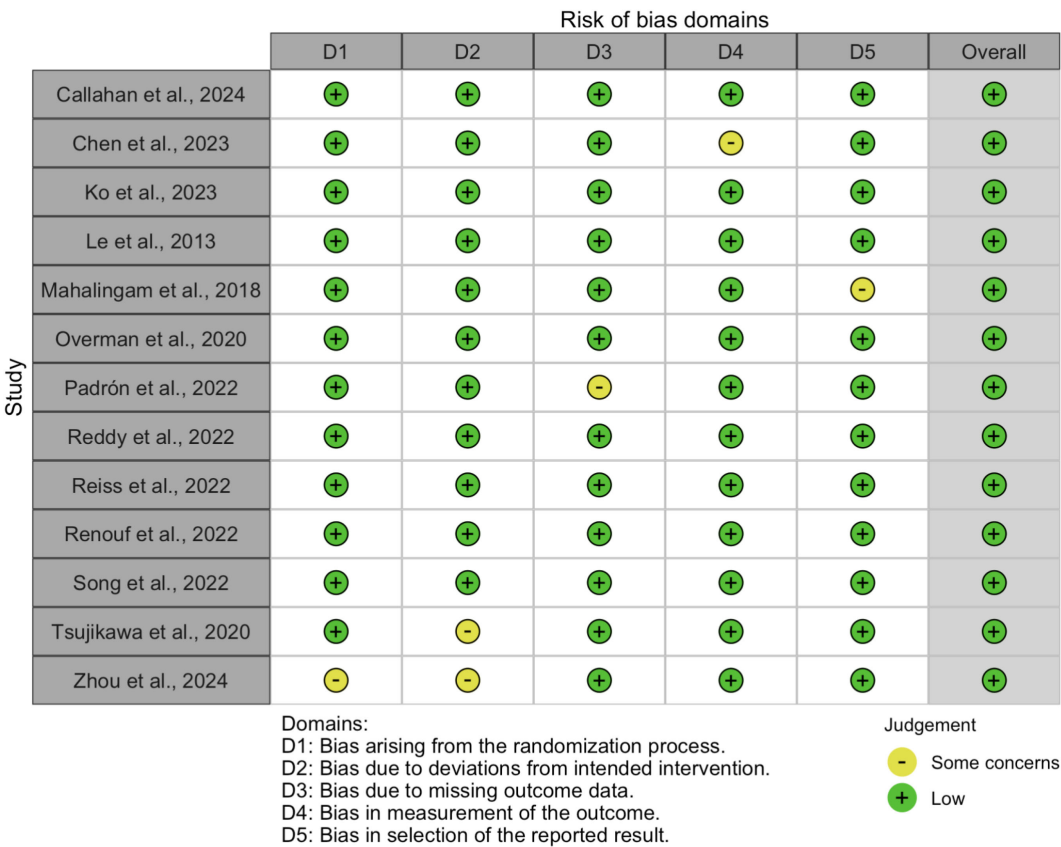 Risk of bias domains
D1 D2 D3 D4 D5 Overall
Study
Callahan et al., 2024 + + + + + +
Chen et al., 2023 + + + - + +
Ko et al., 2023 + + + + + +
Le et al., 2013 + + + + + +
Mahalingam et al., 2018 + + + + - +
Overman et al., 2020 + + + + + +
Padrón et al., 2022 + + - + + +
Reddy et al., 2022 + + + + + +
Reiss et al., 2022 + + + + + +
Renouf et al., 2022 + + + + + +
Song et al., 2022 + + + + + +
Tsujikawa et al., 2020 + - + + + +
Zhou et al., 2024 - - + + + +
Domains:
D1: Bias arising from the randomization process.
D2: Bias due to deviations from intended intervention.
D3: Bias due to missing outcome data.
D4: Bias in measurement of the outcome.
D5: Bias in selection of the reported result.
Judgement
- Some concerns
+ Low